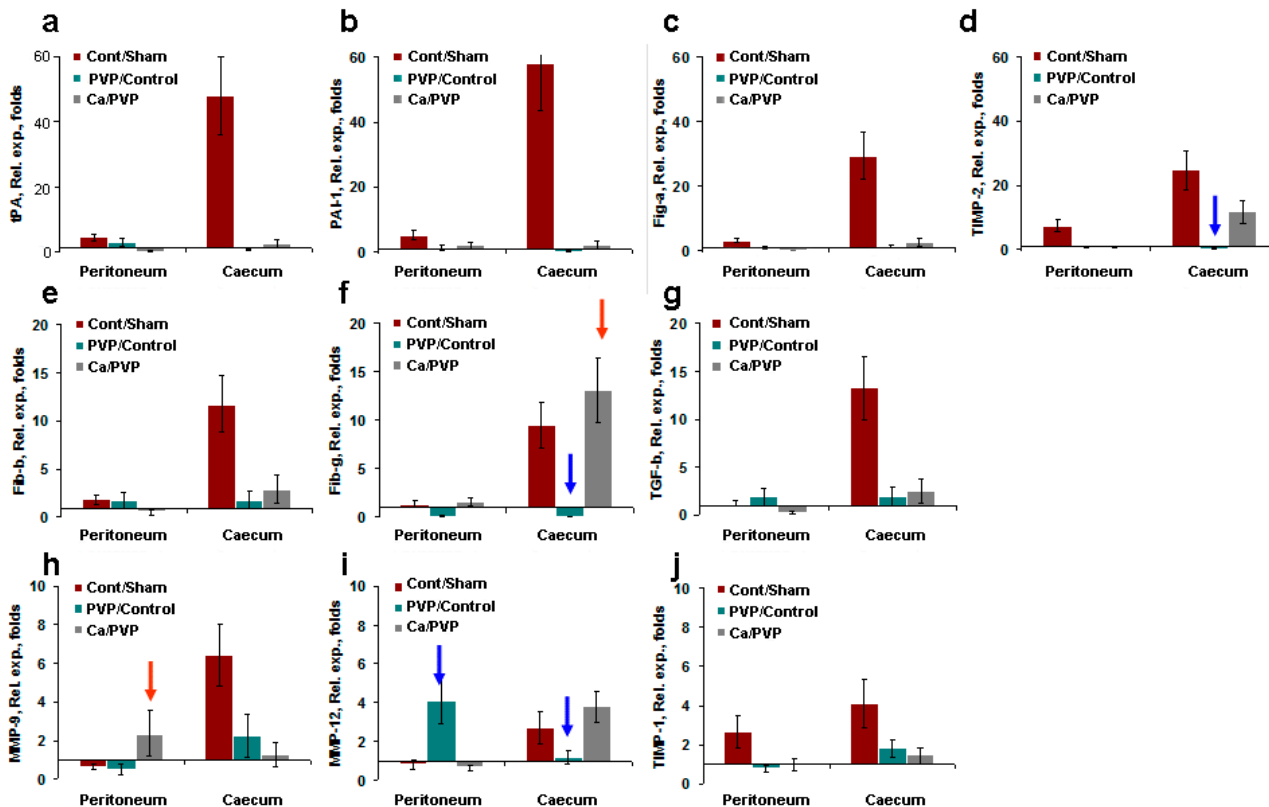 a
tPA, Rel. exp., folds
60
40
20
0
Cont/Sham
PVP/Control
Ca/PVP
Peritoneum Caecum
b
PAI-1, Rel. exp., folds
60
40
20
0
Cont/Sham
PVP/Control
Ca/PVP
Peritoneum Caecum
c
Fig-a, Rel. exp., folds
60
40
20
0
Cont/Sham
PVP/Control
Ca/PVP
Peritoneum Caecum
d
TIMP-2, Rel. exp., folds
60
40
20
0
Cont/Sham
PVP/Control
Ca/PVP
Peritoneum Caecum
e
Fib-b, Rel. exp., folds
20
15
10
5
0
Cont/Sham
PVP/Control
Ca/PVP
Peritoneum Caecum
f
Fib-g, Rel. exp., folds
20
15
10
5
0
Cont/Sham
PVP/Control
Ca/PVP
Peritoneum Caecum
g
TGF-b, Rel. exp., folds
20
15
10
5
0
Cont/Sham
PVP/Control
Ca/PVP
Peritoneum Caecum
h
MMP-9, Rel. exp., folds
10
8
6
4
2
0
Cont/Sham
PVP/Control
Ca/PVP
Peritoneum Caecum
i
MMP-12, Rel. exp., folds
10
8
6
4
2
0
Cont/Sham
PVP/Control
Ca/PVP
Peritoneum Caecum
j
TIMP-1, Rel. exp., folds
10
8
6
4
2
0
Cont/Sham
PVP/Control
Ca/PVP
Peritoneum Caecum